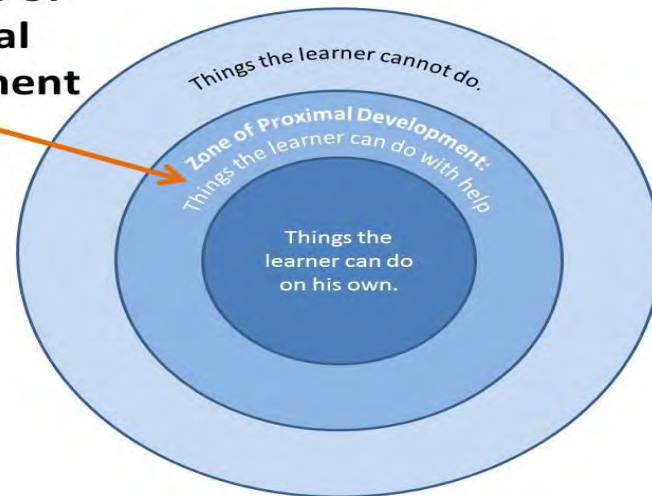 al
ment
Things the learner cannot do.
Zone of Proximal Development:
Things the learner can do with help
Things the
learner can do
on his own.